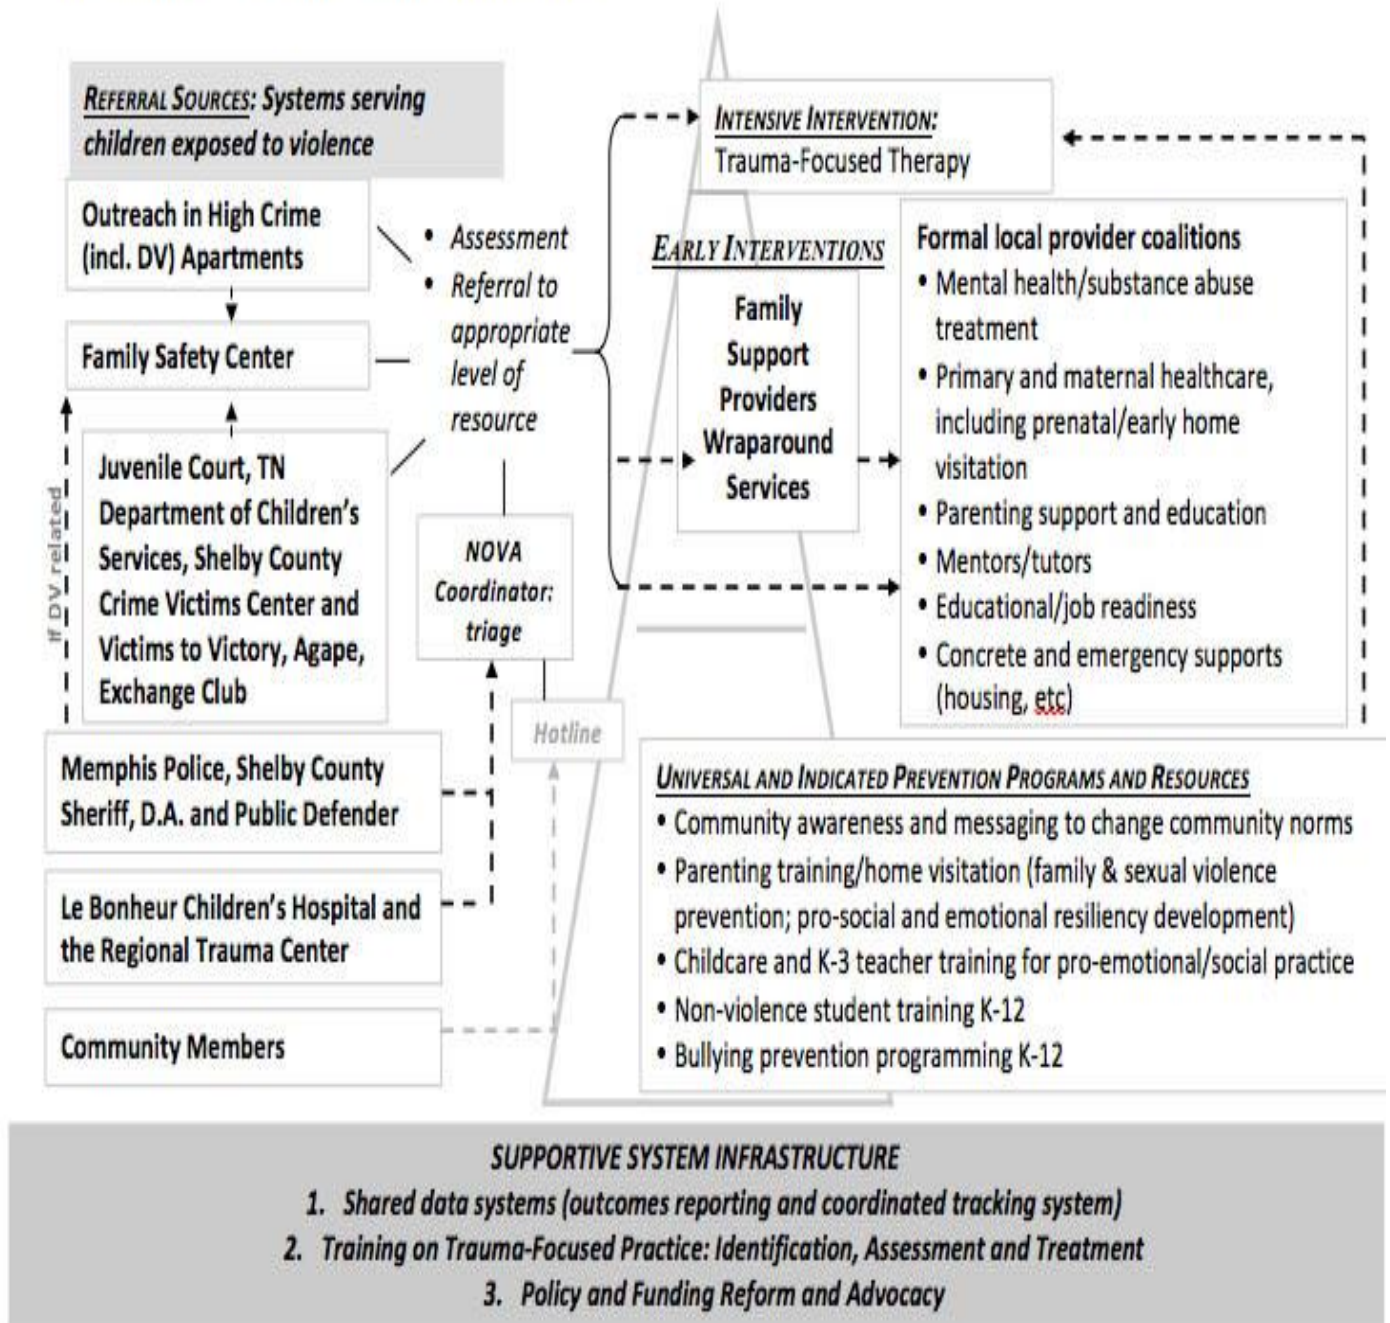 REFERRAL SOURCES: Systems serving
children exposed to violence
Outreach in High Crime
(incl. DV) Apartments
Family Safety Center
If DV related
Juvenile Court, TN
Department of Children's
Services, Shelby County
Crime Victims Center and
Victims to Victory, Agape,
Exchange Club
Memphis Police, Shelby County
Sheriff, D.A. and Public Defender
Le Bonheur Children's Hospital and
the Regional Trauma Center
Community Members
• Assessment
• Referral to
appropriate
level of
resource
NOVA
Coordinator:
triage
Hotline
INTENSIVE INTERVENTION:
Trauma-Focused Therapy
EARLY INTERVENTIONS
Family
Support
Providers
Wraparound
Services
Formal local provider coalitions
• Mental health/substance abuse
treatment
• Primary and maternal healthcare,
including prenatal/early home
visitation
• Parenting support and education
• Mentors/tutors
• Educational/job readiness
• Concrete and emergency supports
(housing, etc)
UNIVERSAL AND INDICATED PREVENTION PROGRAMS AND RESOURCES
• Community awareness and messaging to change community norms
• Parenting training/home visitation (family & sexual violence
prevention; pro-social and emotional resiliency development)
• Childcare and K-3 teacher training for pro-emotional/social practice
• Non-violence student training K-12
• Bullying prevention programming K-12
SUPPORTIVE SYSTEM INFRASTRUCTURE
1. Shared data systems (outcomes reporting and coordinated tracking system)
2. Training on Trauma-Focused Practice: Identification, Assessment and Treatment
3. Policy and Funding Reform and Advocacy